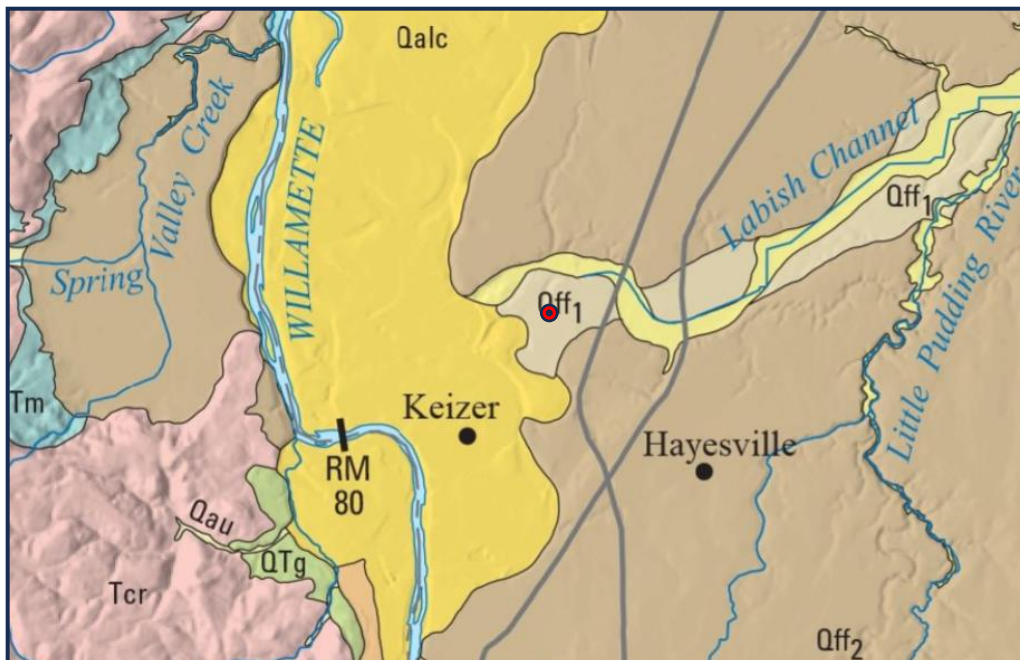 Qalc
Spring
Valley Creek
WILLAMETTE
Labish Channel
Qff1
Qff1
Little Pudding River
Tm
Keizer
Hayesville
RM
80
Qau
QTg
Tcr
Qff2